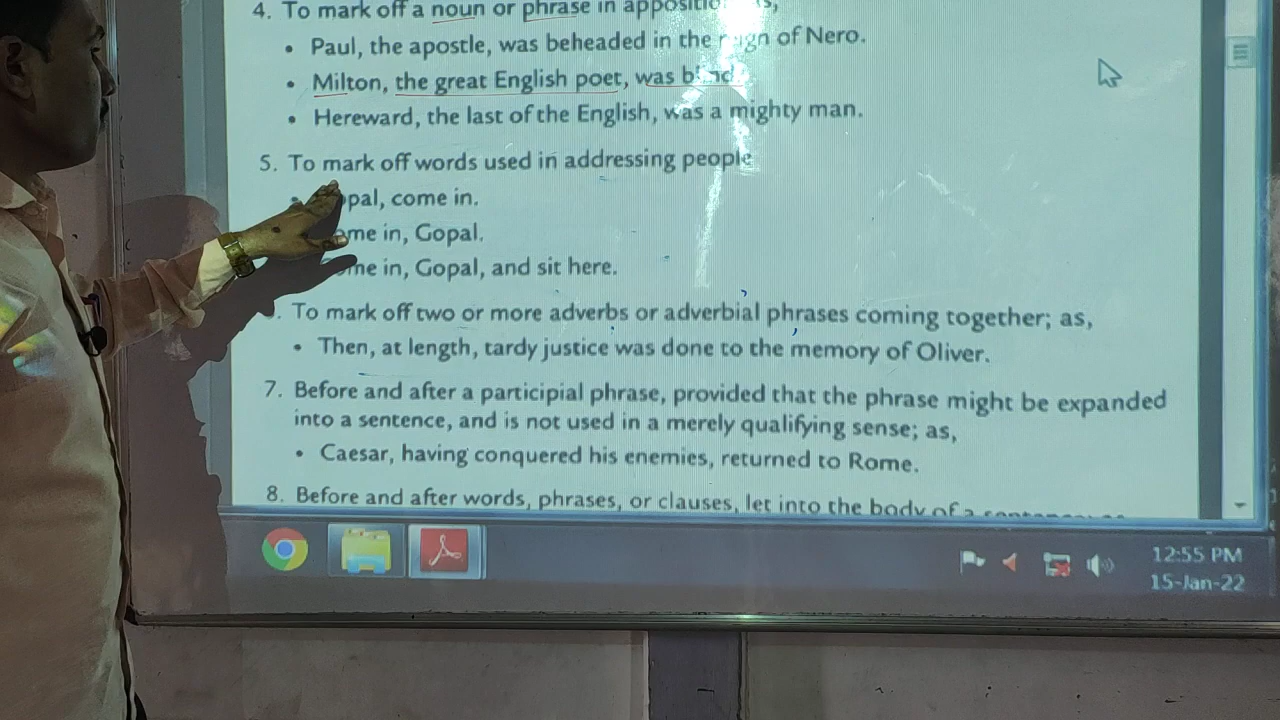 4. To mark off a noun or phrase in
• Paul, the apostle, was beheaded in the of Nero.
• Milton, the great English poet, was
• Hereward, the last of the English, was a mighty man.
5. To mark off words used in addressing people
opal, come in.
ome in, Gopal.
ome in, Gopal, and sit here.
. To mark off two or more adverbs or adverbial phrases coming together; as,
• Then, at length, tardy justice was done to the memory of Oliver.
7. Before and after a participial phrase, provided that the phrase might be expanded
into a sentence, and is not used in a merely qualifying sense; as,
• Caesar, having conquered his enemies, returned to Rome.
8. Before and after words, phrases, or clauses, let into the body of a
12:55 PM
15-Jan-22